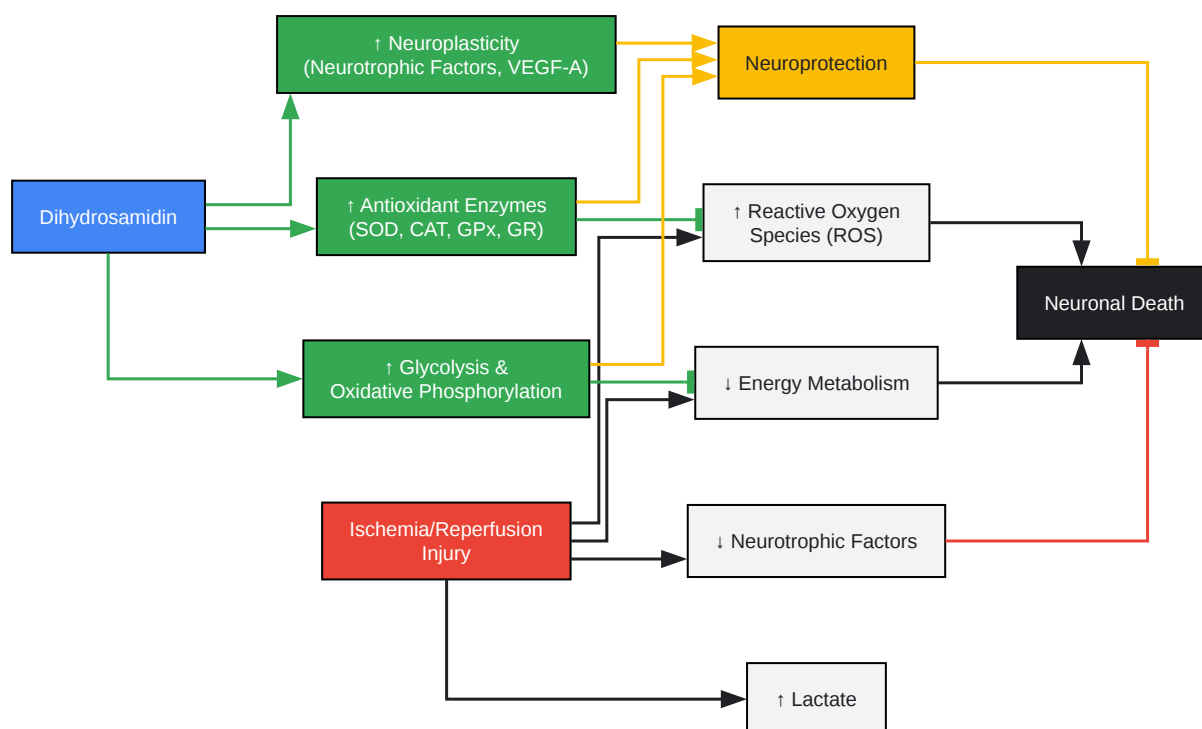 ↑ Neuroplasticity
(Neurotrophic Factors, VEGF-A)
Neuroprotection
Dihydrosamidin
↑ Antioxidant Enzymes
(SOD, CAT, GPx, GR)
↑ Reactive Oxygen
Species (ROS)
Neuronal Death
↑ Glycolysis &
Oxidative Phosphorylation
↓ Energy Metabolism
Ischemia/Reperfusion
Injury
↓ Neurotrophic Factors
↑ Lactate